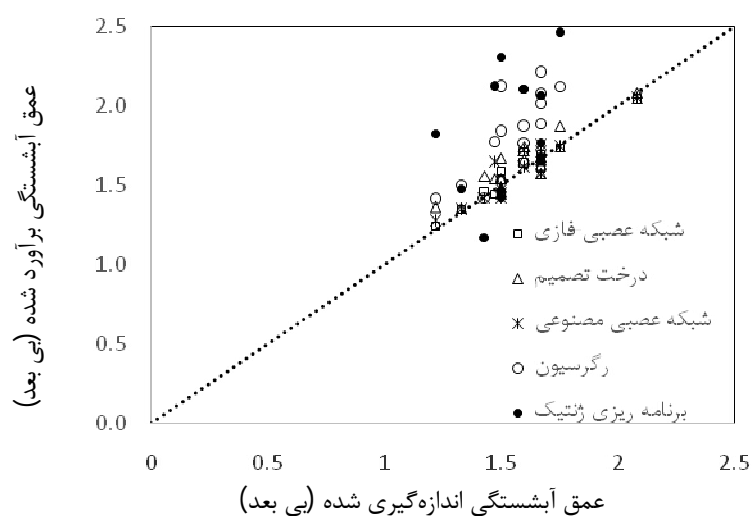 عمق آبشستگی برآورد شده (بی بعد)
2.5
2.0
1.5
1.0
0.5
0.0
شبکه عصبی-فازی
درخت تصمیم
شبکه عصبی مصنوعی
رگرسیون
برنامه ریزی ژنتیک
0 0.5 1 1.5 2 2.5
عمق آبشستگی اندازه‌گیری شده (بی بعد)